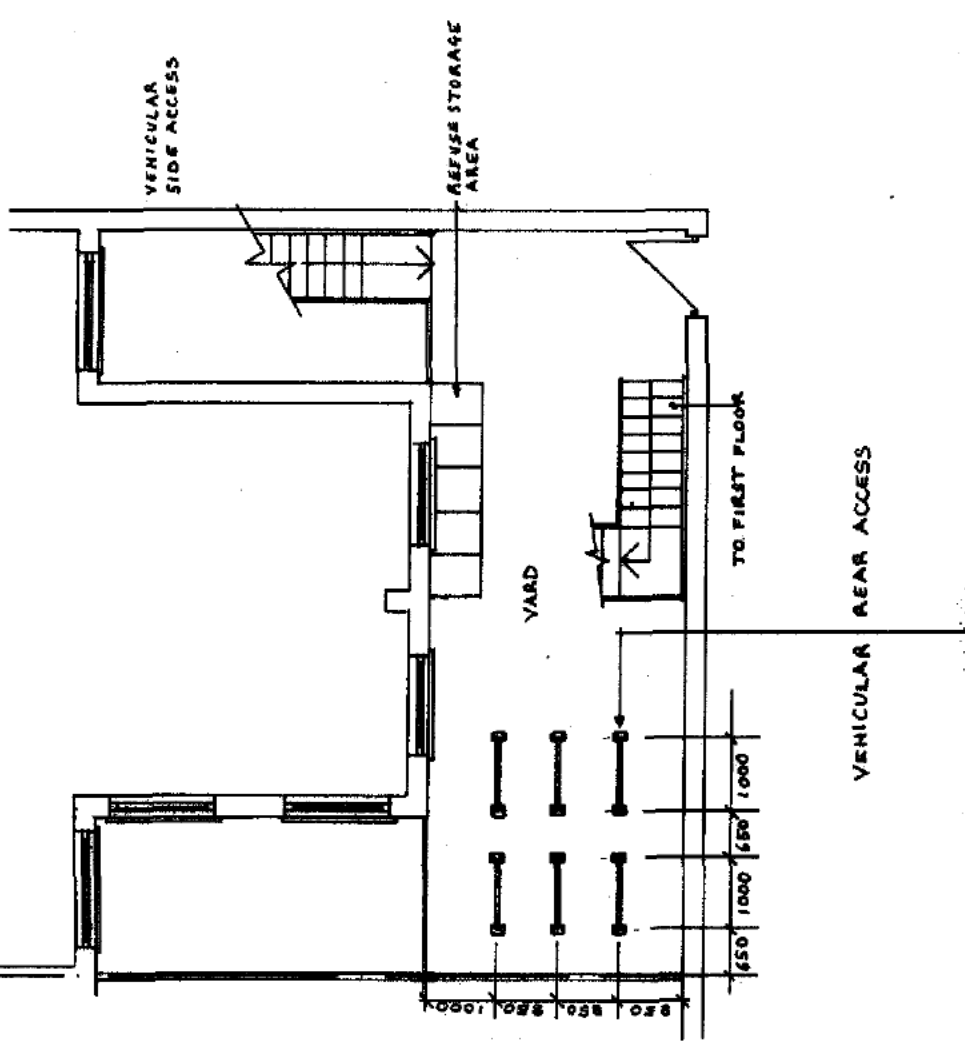 VEHICULAR
SIDE ACCESS
REFUSE STORAGE
AREA
YARD
TO FIRST FLOOR
VEHICULAR REAR ACCESS
650
1000
650
1000
1000
850
850
850